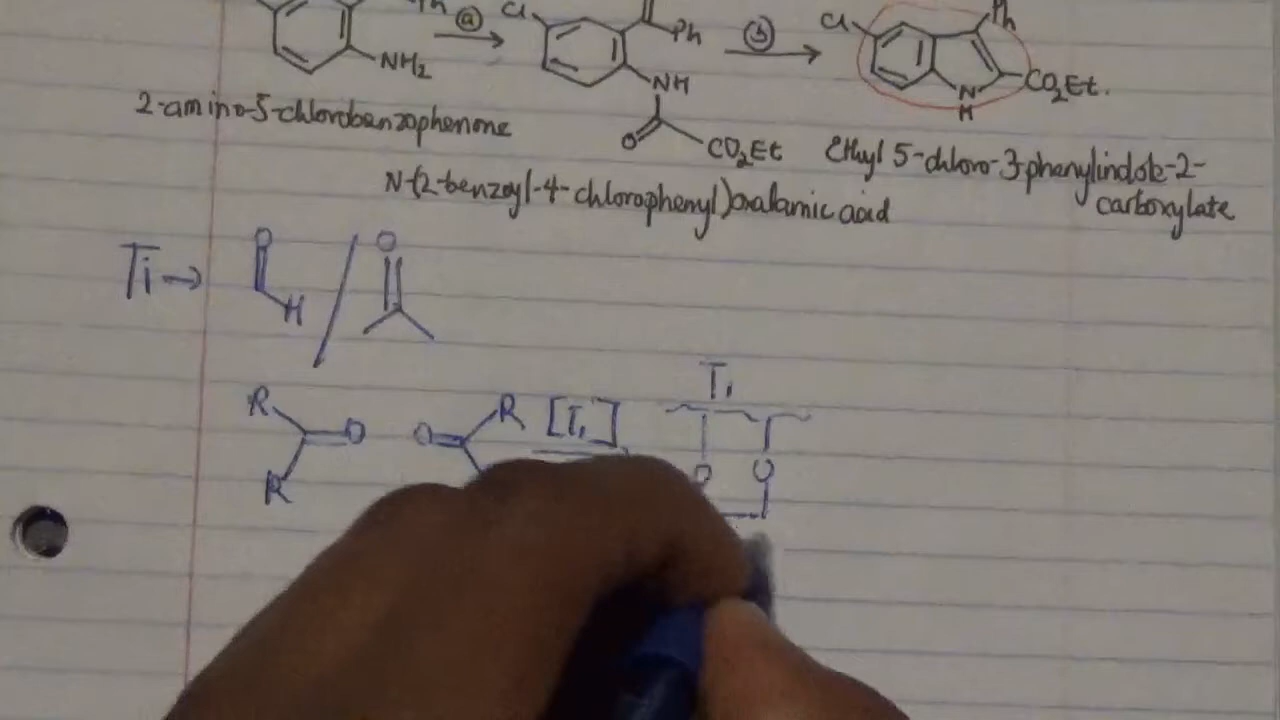 Cl Ph
Ph ⓐ Ph ⓑ Cl CO₂Et.
NH₂ NH N
H
2-amino-5-chlorobenzophenone O CO₂Et Ethyl 5-chloro-3-phenylindole-2-
N-(2-benzoyl-4-chlorophenyl)oxalamic acid carboxylate
Ti → O O
H
Ti
R O O R [Ti]
R O O